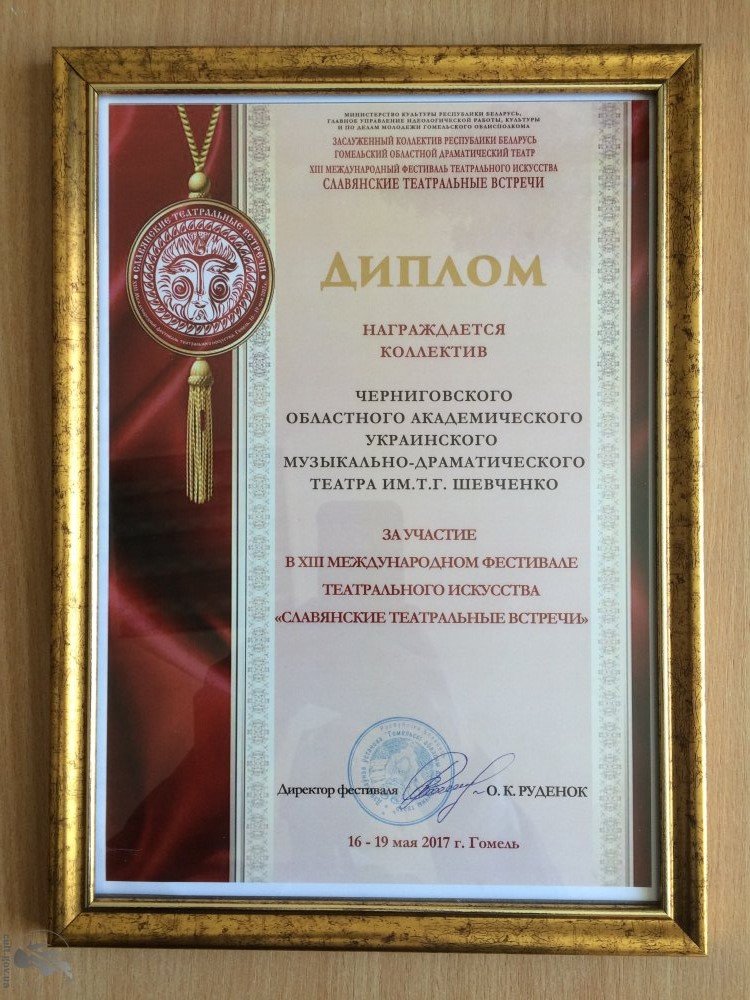 МИНИСТЕРСТВО КУЛЬТУРЫ РЕСПУБЛИКИ БЕЛАРУСЬ,
ГЛАВНОЕ УПРАВЛЕНИЕ ИДЕОЛОГИЧЕСКОЙ РАБОТЫ, КУЛЬТУРЫ
И ПО ДЕЛАМ МОЛОДЕЖИ ГОМЕЛЬСКОГО ОБЛИСПОЛКОМА
ЗАСЛУЖЕННЫЙ КОЛЛЕКТИВ РЕСПУБЛИКИ БЕЛАРУСЬ
ГОМЕЛЬСКИЙ ОБЛАСТНОЙ ДРАМАТИЧЕСКИЙ ТЕАТР
XIII МЕЖДУНАРОДНЫЙ ФЕСТИВАЛЬ ТЕАТРАЛЬНОГО ИСКУССТВА
СЛАВЯНСКИЕ ТЕАТРАЛЬНЫЕ ВСТРЕЧИ
СЛАВЯНСКИЕ ТЕАТРАЛЬНЫЕ ВСТРЕЧИ
ДИПЛОМ
НАГРАЖДАЕТСЯ
КОЛЛЕКТИВ
ЧЕРНИГОВСКОГО
ОБЛАСТНОГО АКАДЕМИЧЕСКОГО
УКРАИНСКОГО
МУЗЫКАЛЬНО-ДРАМАТИЧЕСКОГО
ТЕАТРА ИМ.Т.Г. ШЕВЧЕНКО
ЗА УЧАСТИЕ
В XIII МЕЖДУНАРОДНОМ ФЕСТИВАЛЕ
ТЕАТРАЛЬНОГО ИСКУССТВА
«СЛАВЯНСКИЕ ТЕАТРАЛЬНЫЕ ВСТРЕЧИ»
Директор фестиваля О. К. РУДЕНОК
16 - 19 мая 2017 г. Гомель